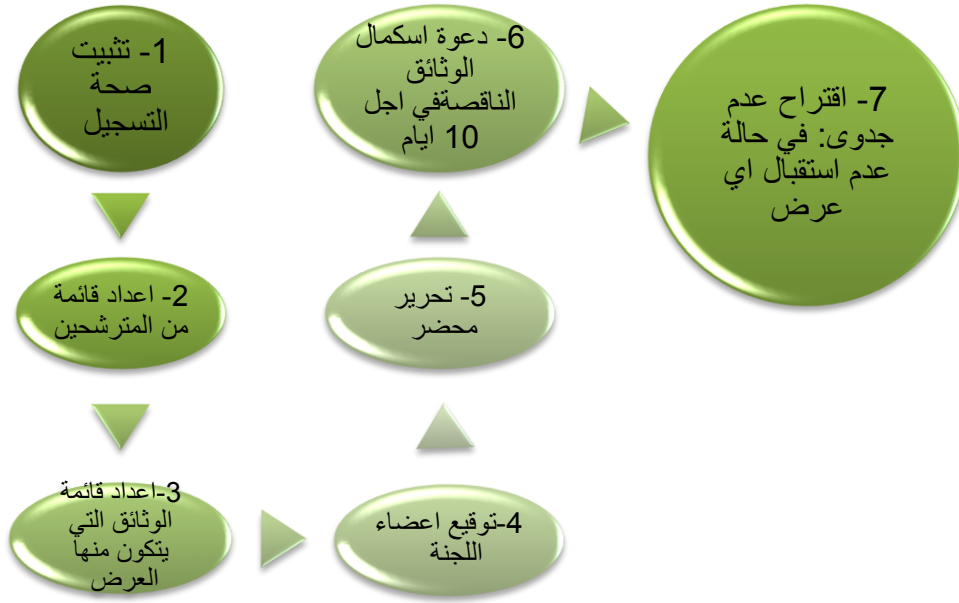 1- تثبيت
صحة
التسجيل
2- اعداد قائمة
من المترشحين
3-اعداد قائمة
الوثائق التي
يتكون منها
العرض
4-توقيع اعضاء
اللجنة
5- تحرير
محضر
6- دعوة اسكمال
الوثائق
الناقصةفي اجل
10 ايام
7- اقتراح عدم
جدوى: في حالة
عدم استقبال اي
عرض